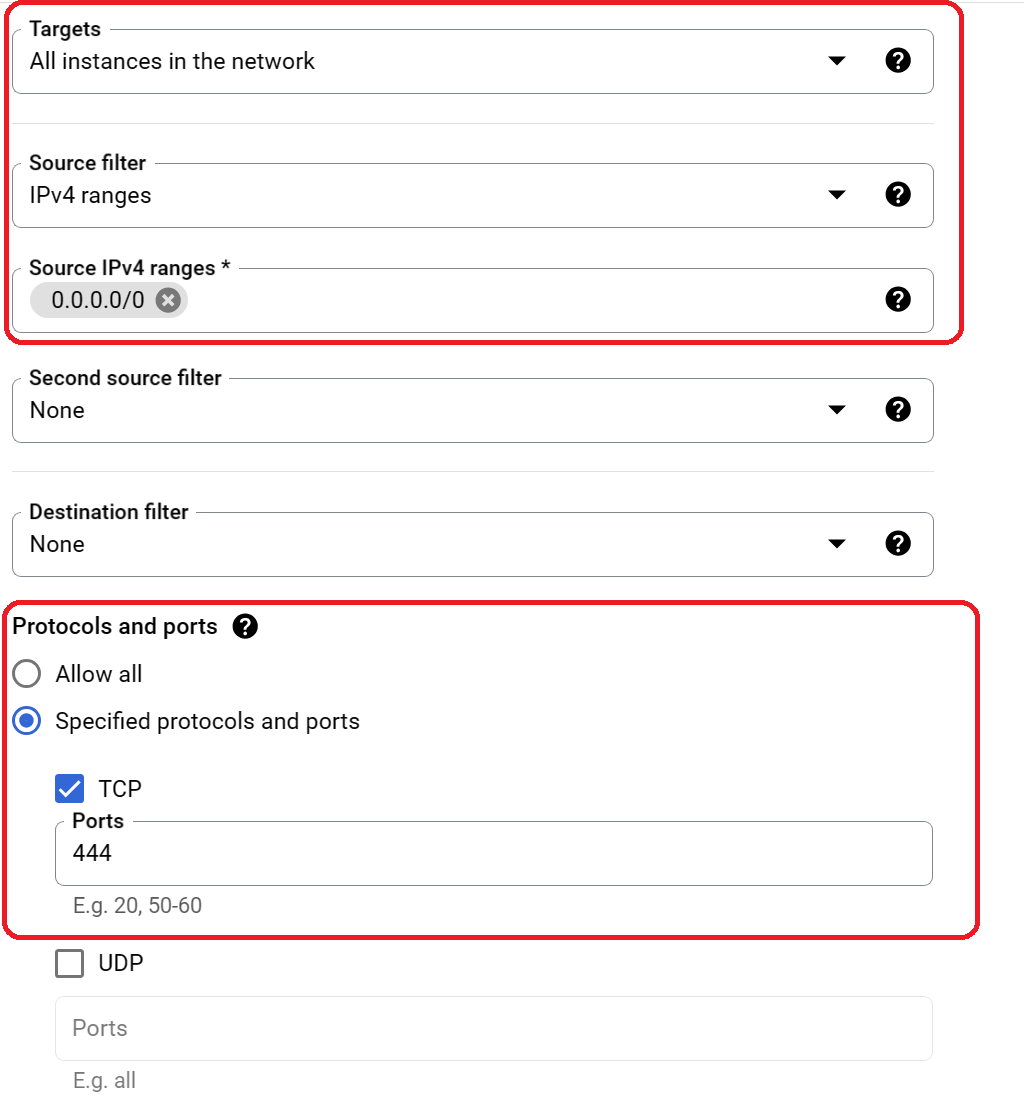 Targets
All instances in the network
Source filter
IPv4 ranges
Source IPv4 ranges *
0.0.0.0/0
Second source filter
None
Destination filter
None
Protocols and ports
Allow all
Specified protocols and ports
TCP
Ports
444
E.g. 20, 50-60
UDP
Ports
E.g. all